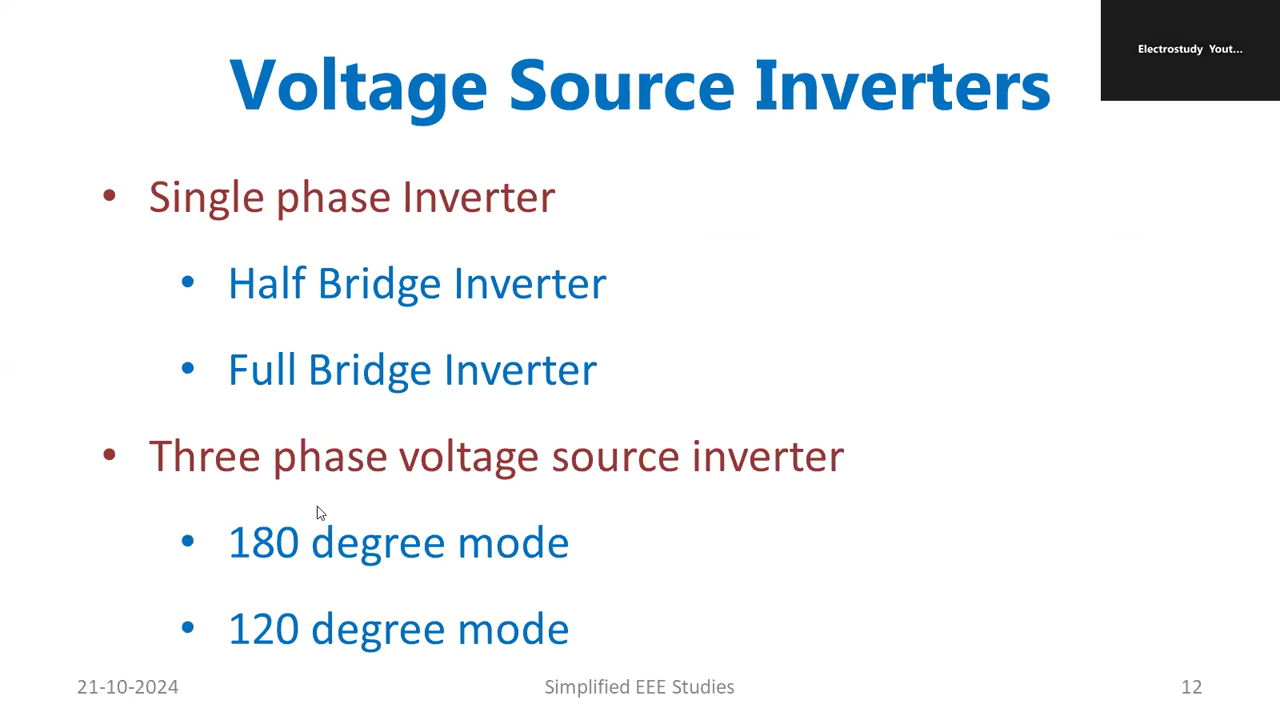 Electrostudy Yout...
Voltage Source Inverters
• Single phase Inverter
• Half Bridge Inverter
• Full Bridge Inverter
• Three phase voltage source inverter
• 180 degree mode
• 120 degree mode
21-10-2024
Simplified EEE Studies
12